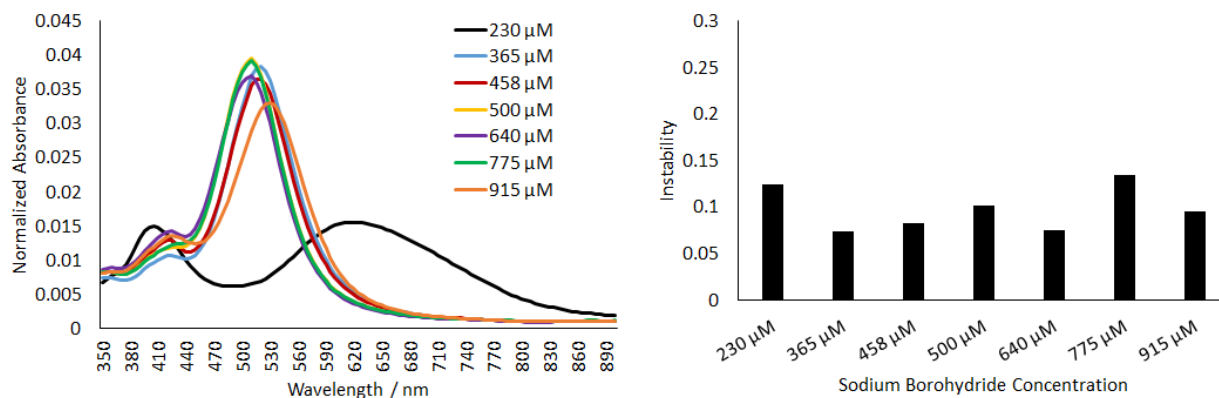 0.045
0.04
0.035
0.03
0.025
0.02
0.015
0.01
0.005
0
Normalized Absorbance
350 380 410 440 470 500 530 560 590 620 650 680 710 740 770 800 830 860 890
Wavelength / nm
230 µM
365 µM
458 µM
500 µM
640 µM
775 µM
915 µM
0.3
0.25
0.2
0.15
0.1
0.05
0
Instability
230 µM 365 µM 458 µM 500 µM 640 µM 775 µM 915 µM
Sodium Borohydride Concentration